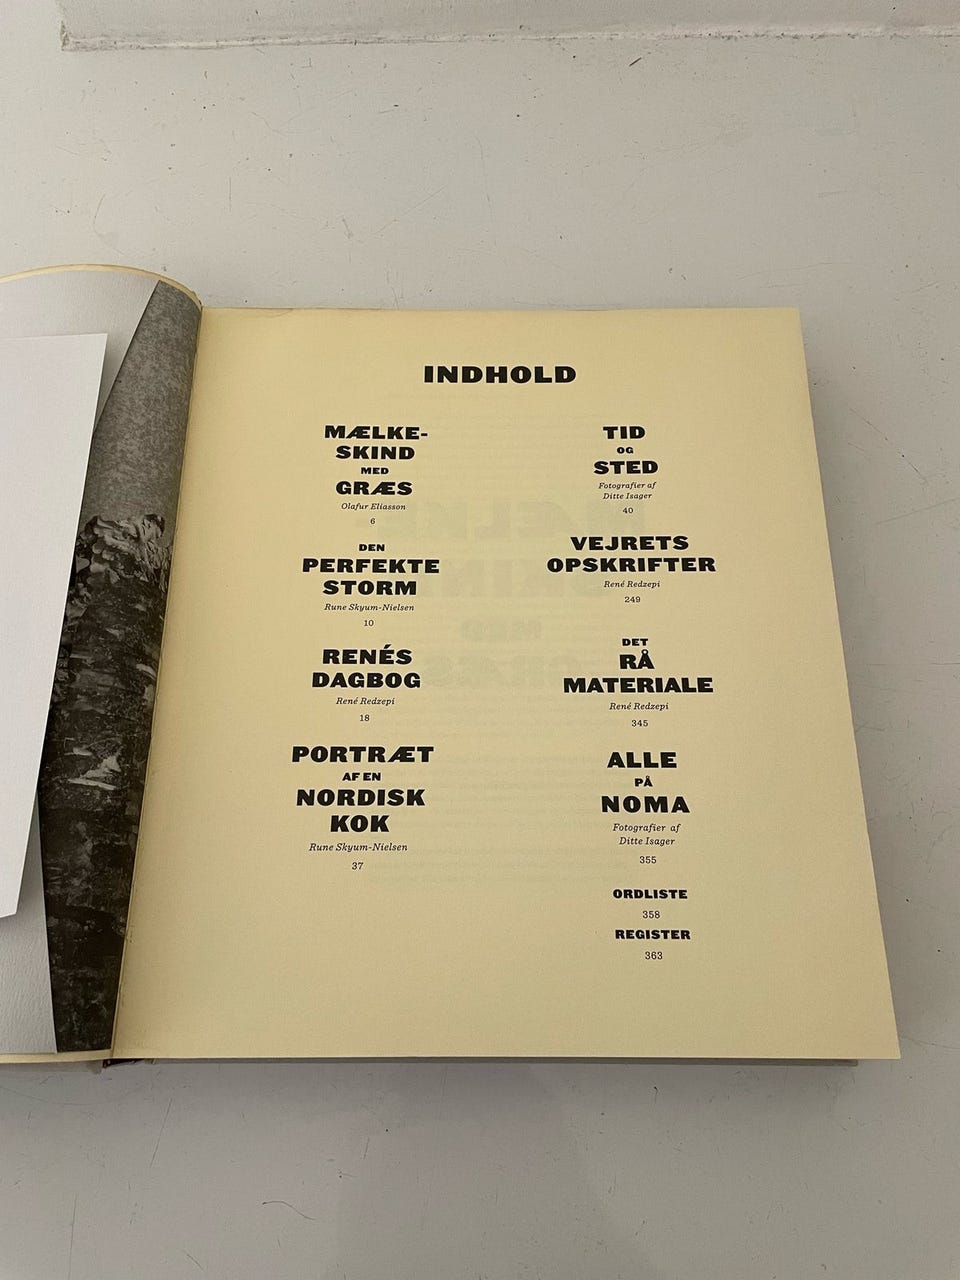 INDHOLD
MÆLKE-
SKIND
MED
GRÆS
Olafur Eliasson
6
DEN
PERFEKTE
STORM
Rune Skyum-Nielsen
10
RENÉS
DAGBOG
René Redzepi
18
PORTRÆT
AF EN
NORDISK
KOK
Rune Skyum-Nielsen
37
TID
OG
STED
Fotografier af
Ditte Isager
40
VEJRETS
OPSKRIFTER
René Redzepi
249
DET
RÅ
MATERIALE
René Redzepi
345
ALLE
PÅ
NOMA
Fotografier af
Ditte Isager
355
ORDLISTE
358
REGISTER
363